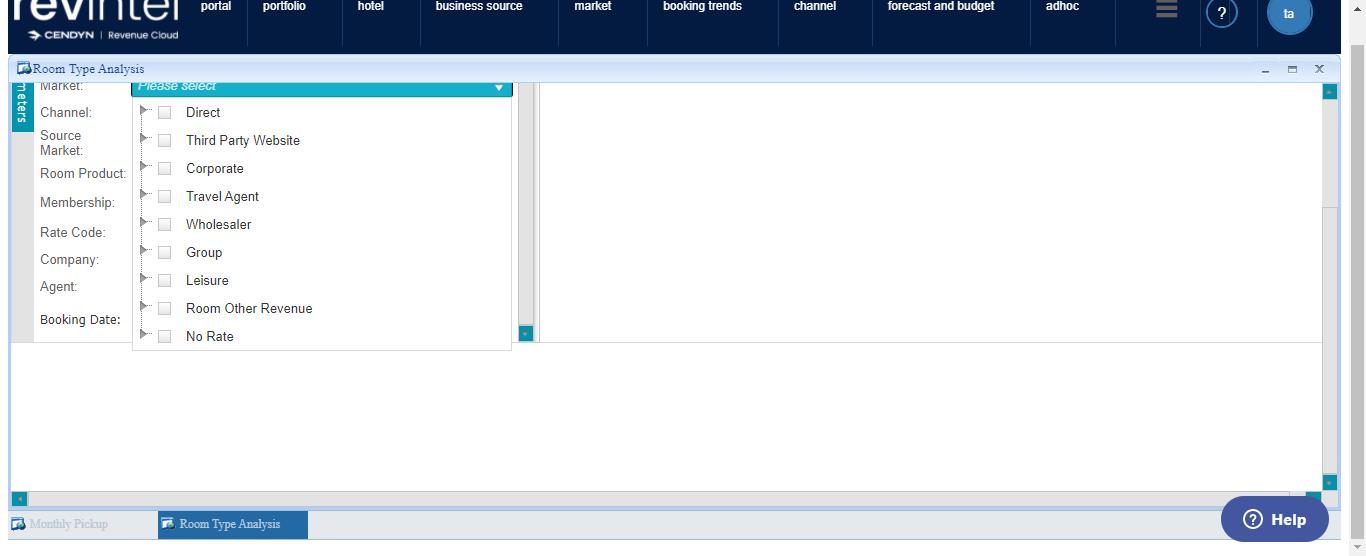 revintel
CENDYN | Revenue Cloud
portal
portfolio
hotel
business source
market
booking trends
channel
forecast and budget
adhoc
?
ta
Room Type Analysis
meters
Market:
Please select
Channel:
Source
Market:
Room Product:
Membership:
Rate Code:
Company:
Agent:
Booking Date:
Direct
Third Party Website
Corporate
Travel Agent
Wholesaler
Group
Leisure
Room Other Revenue
No Rate
Monthly Pickup
Room Type Analysis
? Help